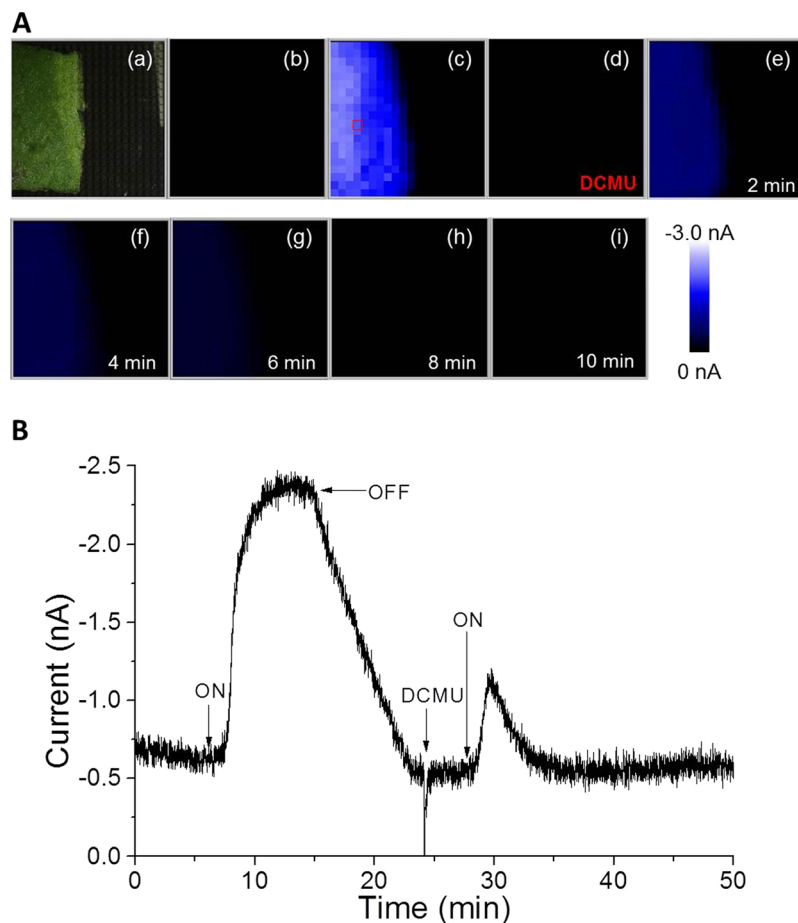 A
(a)
(b)
(c)
(d)
DCMU
(e)
2 min
(f)
4 min
(g)
6 min
(h)
8 min
(i)
10 min
-3.0 nA
0 nA
B
-2.5
-2.0
-1.5
-1.0
-0.5
0.0
Current (nA)
OFF
ON
DCMU
ON
0
10
20
30
40
50
Time (min)